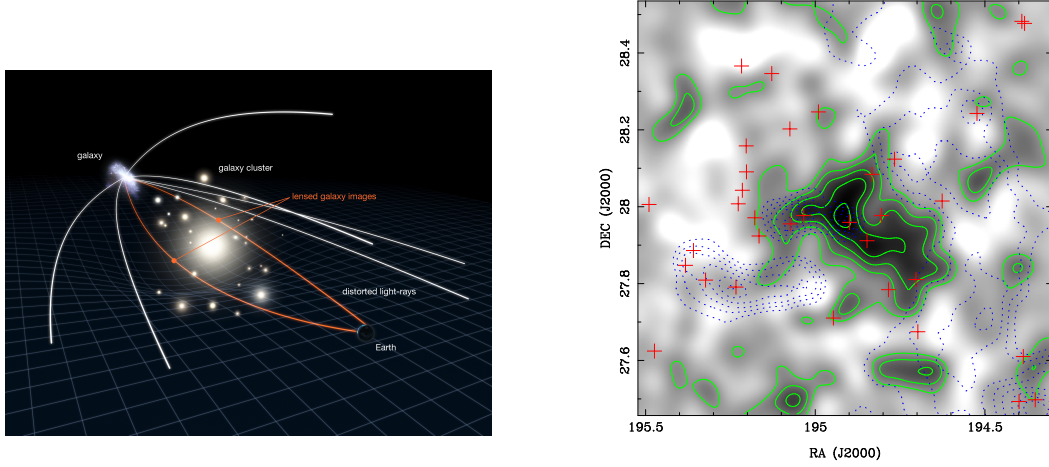 galaxy
galaxy cluster
lensed galaxy images
distorted light-rays
Earth
28.4
28.2
28
27.8
27.6
DEC (J2000)
195.5
195
194.5
RA (J2000)